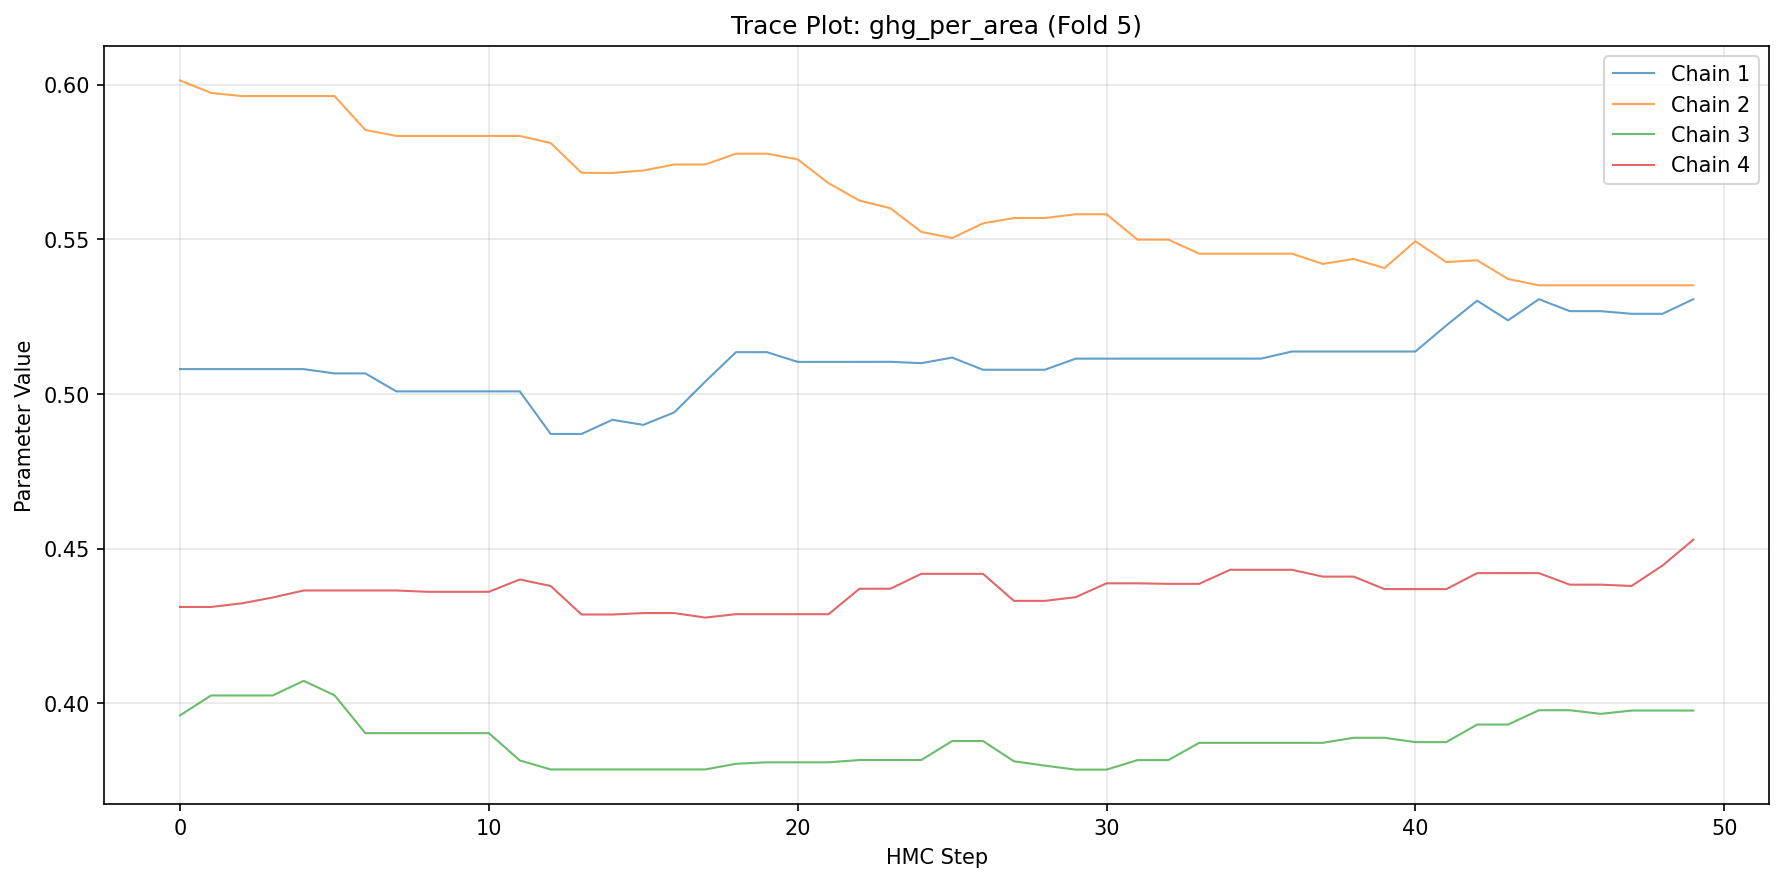 Trace Plot: ghg_per_area (Fold 5)
Chain 1
Chain 2
Chain 3
Chain 4
0.60
0.55
0.50
0.45
0.40
Parameter Value
0
10
20
30
40
50
HMC Step